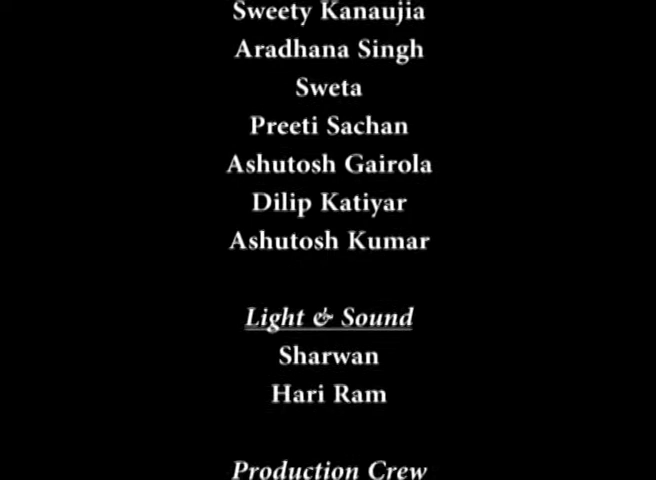 Sweety Kanaujia
Aradhana Singh
Sweta
Preeti Sachan
Ashutosh Gairola
Dilip Katiyar
Ashutosh Kumar
Light & Sound
Sharwan
Hari Ram
Production Crew